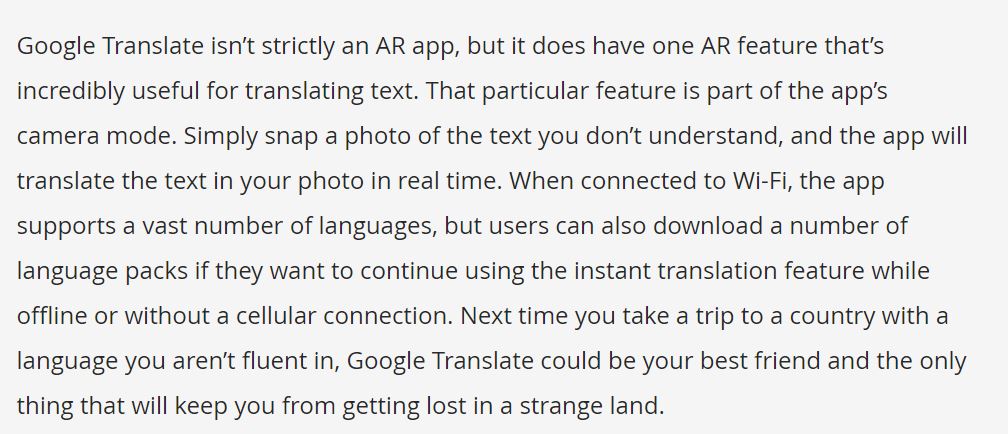 Google Translate isn’t strictly an AR app, but it does have one AR feature that’s
incredibly useful for translating text. That particular feature is part of the app’s
camera mode. Simply snap a photo of the text you don’t understand, and the app will
translate the text in your photo in real time. When connected to Wi-Fi, the app
supports a vast number of languages, but users can also download a number of
language packs if they want to continue using the instant translation feature while
offline or without a cellular connection. Next time you take a trip to a country with a
language you aren’t fluent in, Google Translate could be your best friend and the only
thing that will keep you from getting lost in a strange land.